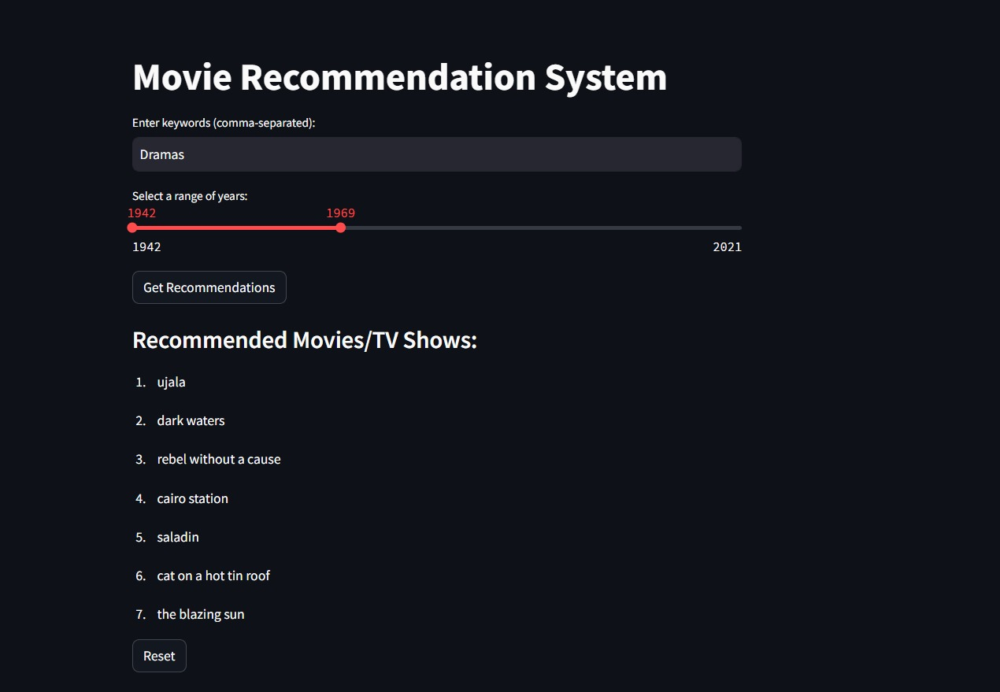 Movie Recommendation System
Enter keywords (comma-separated):
Dramas
Select a range of years:
1942 1969
1942 2021
Get Recommendations
Recommended Movies/TV Shows:
1. ujala
2. dark waters
3. rebel without a cause
4. cairo station
5. saladin
6. cat on a hot tin roof
7. the blazing sun
Reset